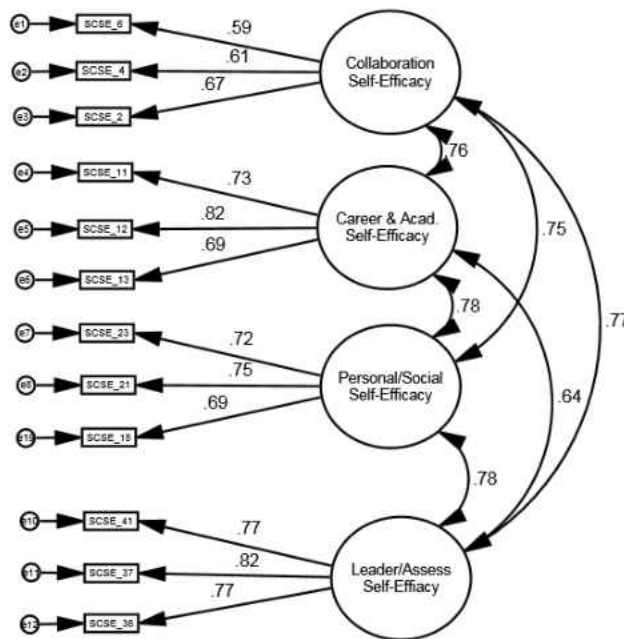 e1
SCSE_6
.59
e2
SCSE_4
.61
e3
SCSE_2
.67
Collaboration
Self-Efficacy
.76
e4
SCSE_11
.73
e5
SCSE_12
.82
e6
SCSE_13
.69
Career & Acad.
Self-Efficacy
.75
.78
.77
e7
SCSE_23
.72
e8
SCSE_21
.75
e19
SCSE_18
.69
Personal/Social
Self-Efficacy
.64
.78
e10
SCSE_41
.77
e11
SCSE_37
.82
e12
SCSE_38
.77
Leader/Assess
Self-Effiacy